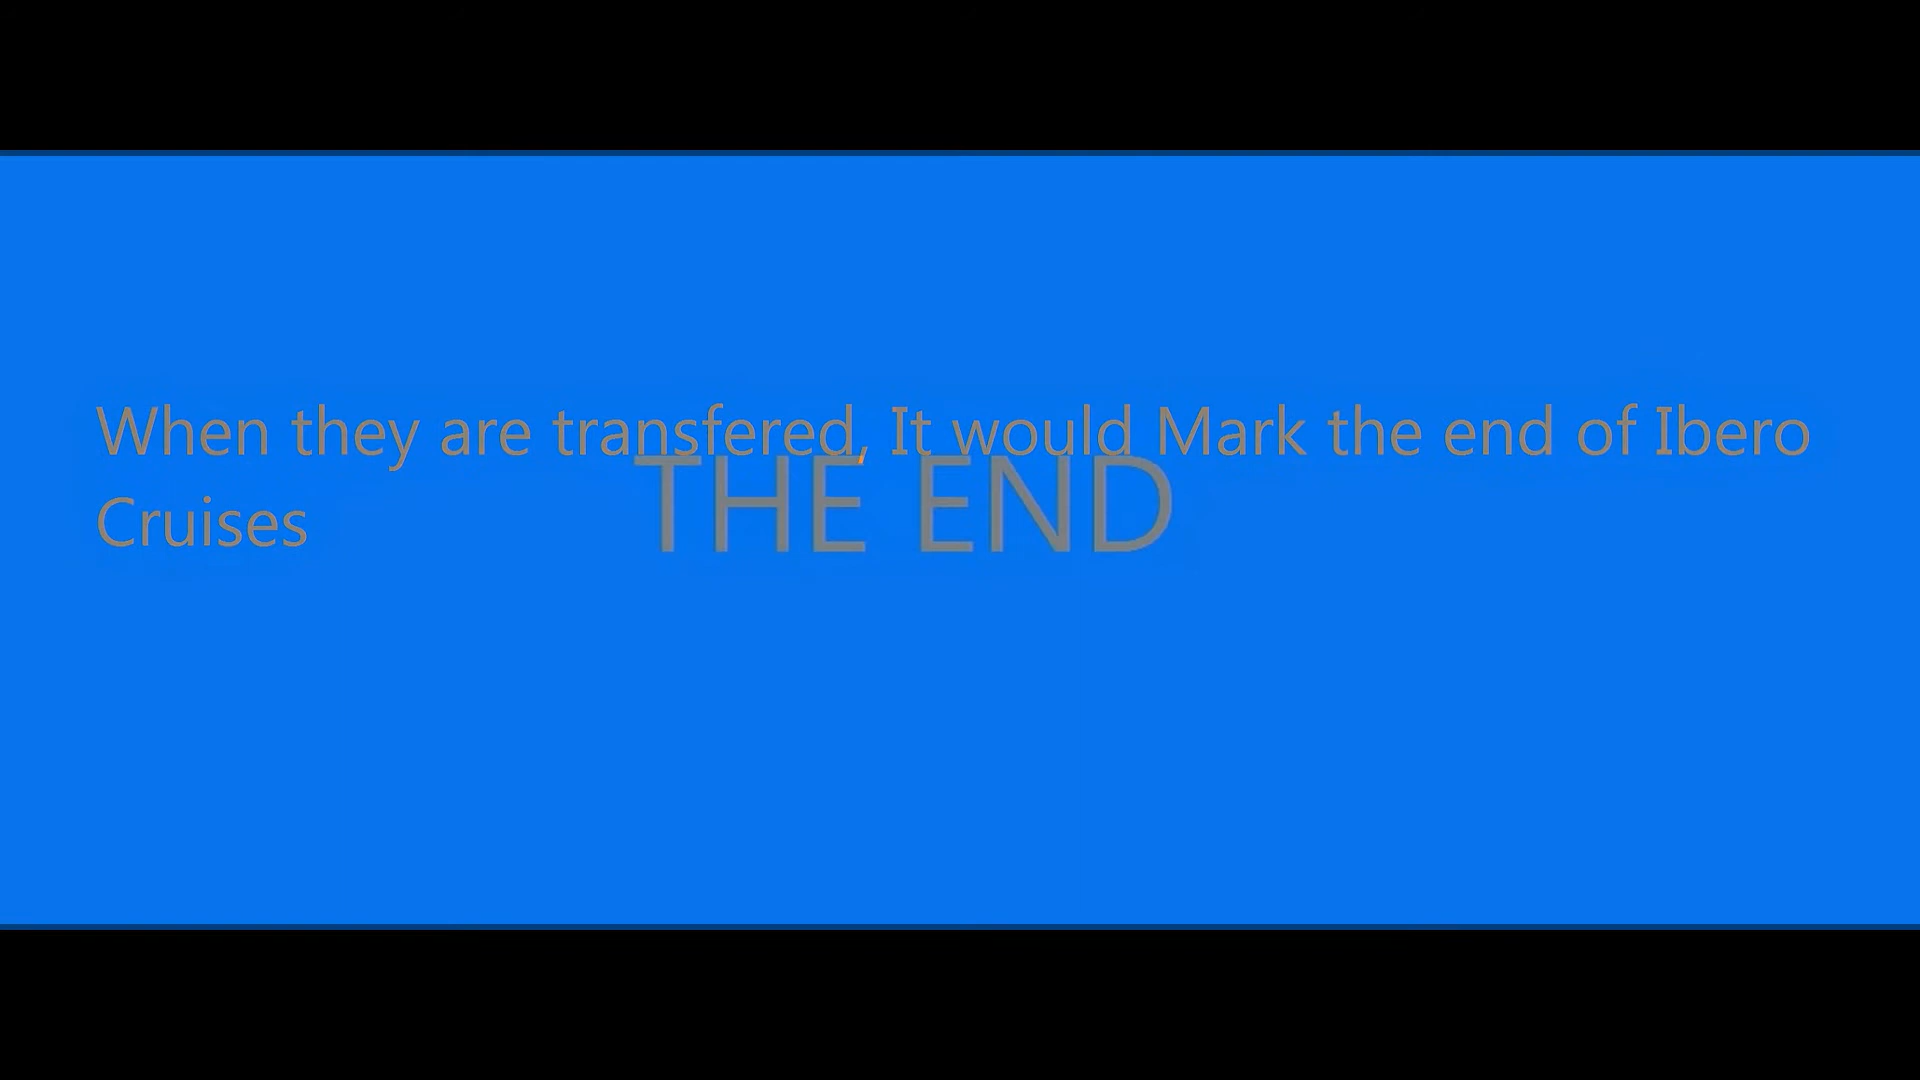 When they are transfered, It would Mark the end of Ibero
Cruises
THE END